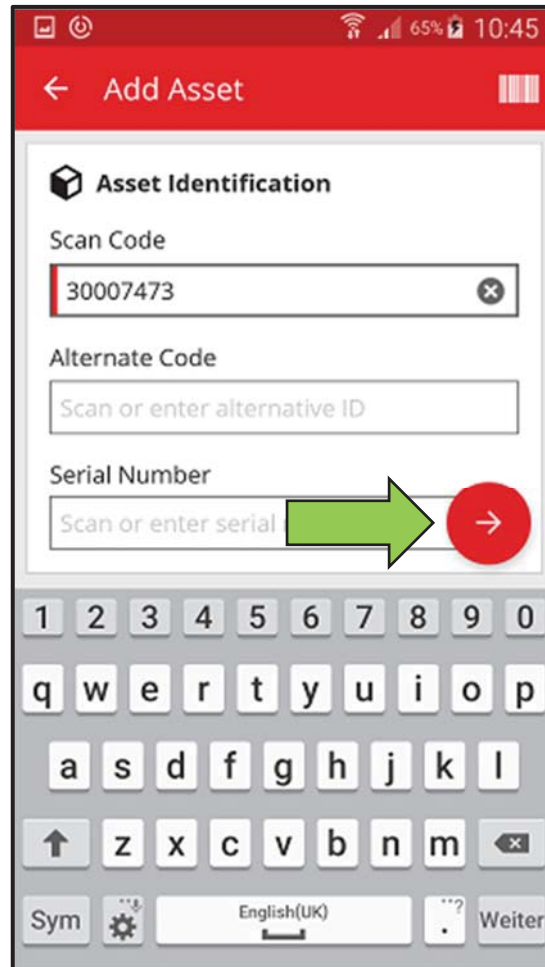 65% 10:45
Add Asset
Asset Identification
Scan Code
30007473
Alternate Code
Scan or enter alternative ID
Serial Number
Scan or enter serial
1 2 3 4 5 6 7 8 9 0
q w e r t y u i o p
a s d f g h j k l
z x c v b n m
Sym English(UK) . ...? Weiter